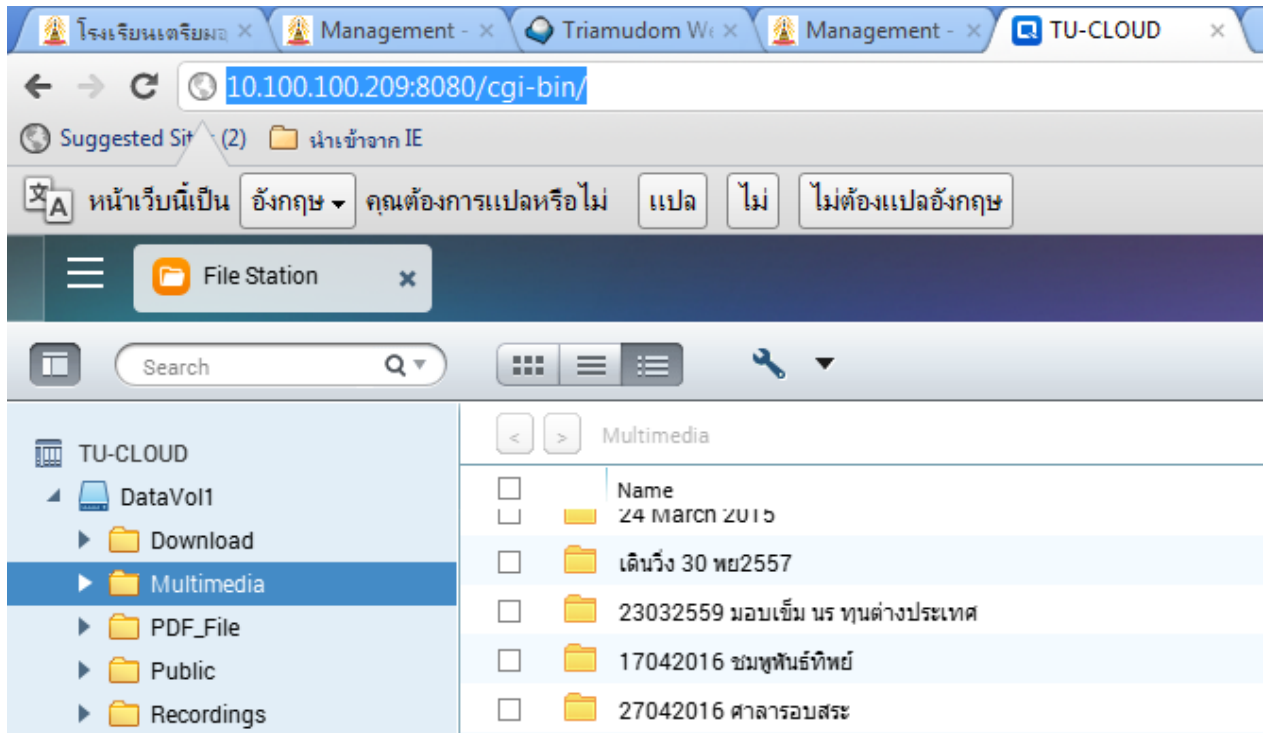 โรงเรียนเตรียมอุ Management - Triamudom We Management - TU-CLOUD
10.100.100.209:8080/cgi-bin/
Suggested Sit (2) นำเข้าจาก IE
หน้าเว็บนี้เป็น อังกฤษ คุณต้องการแปลหรือไม่ แปล ไม่ ไม่ต้องแปลอังกฤษ
File Station
Search
TU-CLOUD
DataVol1
Download
Multimedia
PDF_File
Public
Recordings
< > Multimedia
Name
24 March 2015
เดินวิ่ง 30 พย2557
23032559 มอบเข็ม นร ทุนต่างประเทศ
17042016 ชมพูพันธ์ทิพย์
27042016 ศาลารอบสระ